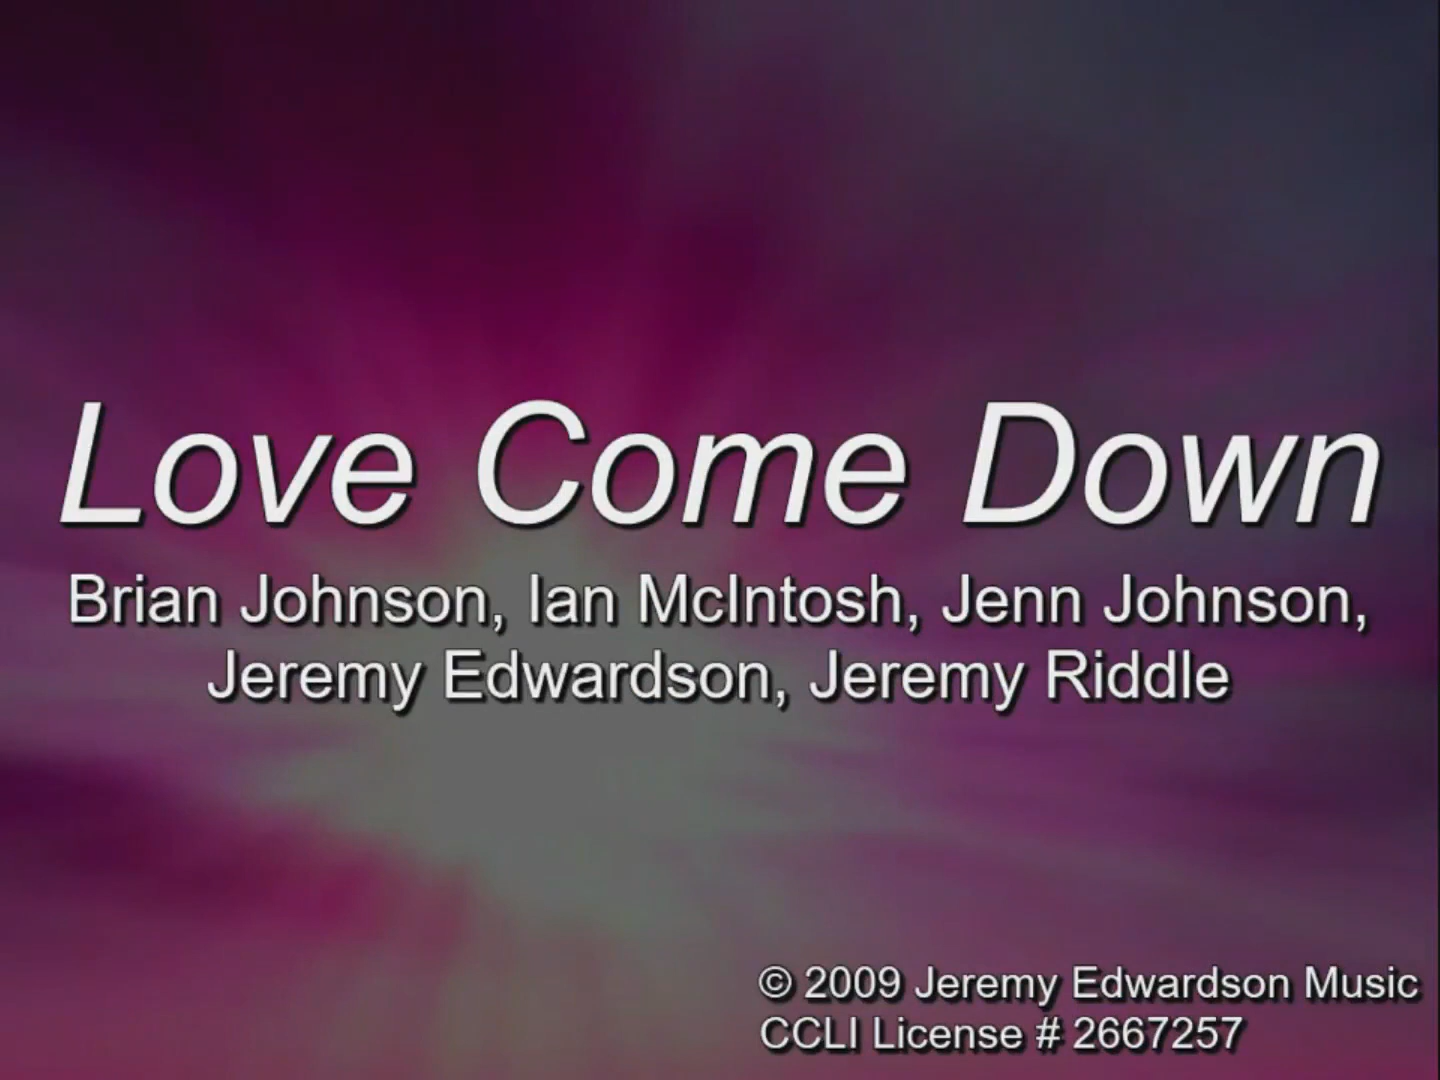 Love Come Down
Brian Johnson, Ian McIntosh, Jenn Johnson,
Jeremy Edwardson, Jeremy Riddle
© 2009 Jeremy Edwardson Music
CCLI License # 2667257